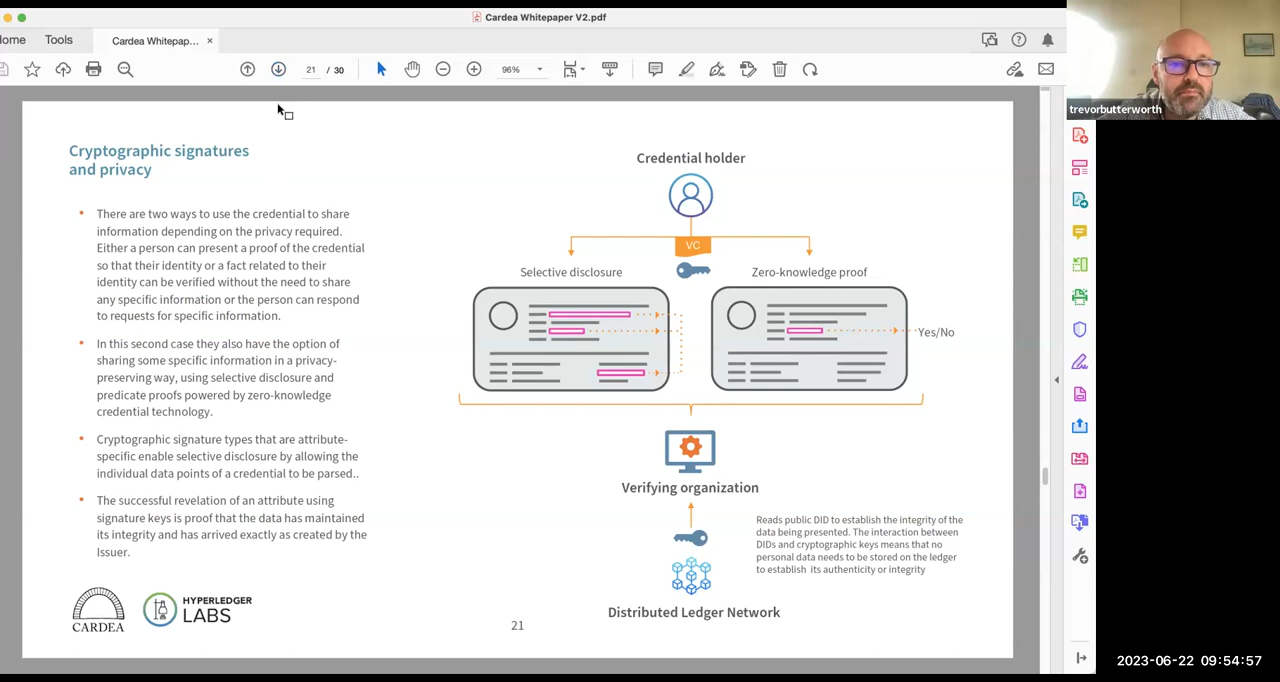 Cardea Whitepaper V2.pdf
Home
Tools
Cardea Whitepap... ×
21 / 30
96%
trevorbutterworth
Cryptographic signatures
and privacy
• There are two ways to use the credential to share
information depending on the privacy required.
Either a person can present a proof of the credential
so that their identity or a fact related to their
identity can be verified without the need to share
any specific information or the person can respond
to requests for specific information.
• In this second case they also have the option of
sharing some specific information in a privacy-
preserving way, using selective disclosure and
predicate proofs powered by zero-knowledge
credential technology.
• Cryptographic signature types that are attribute-
specific enable selective disclosure by allowing the
individual data points of a credential to be parsed..
• The successful revelation of an attribute using
signature keys is proof that the data has maintained
its integrity and has arrived exactly as created by the
Issuer.
CARDEA
HYPERLEDGER
LABS
Credential holder
VC
Selective disclosure
Zero-knowledge proof
Yes/No
Verifying organization
Reads public DID to establish the integrity of the
data being presented. The interaction between
DIDs and cryptographic keys means that no
personal data needs to be stored on the ledger
to establish its authenticity or integrity
Distributed Ledger Network
21
2023-06-22 09:54:57